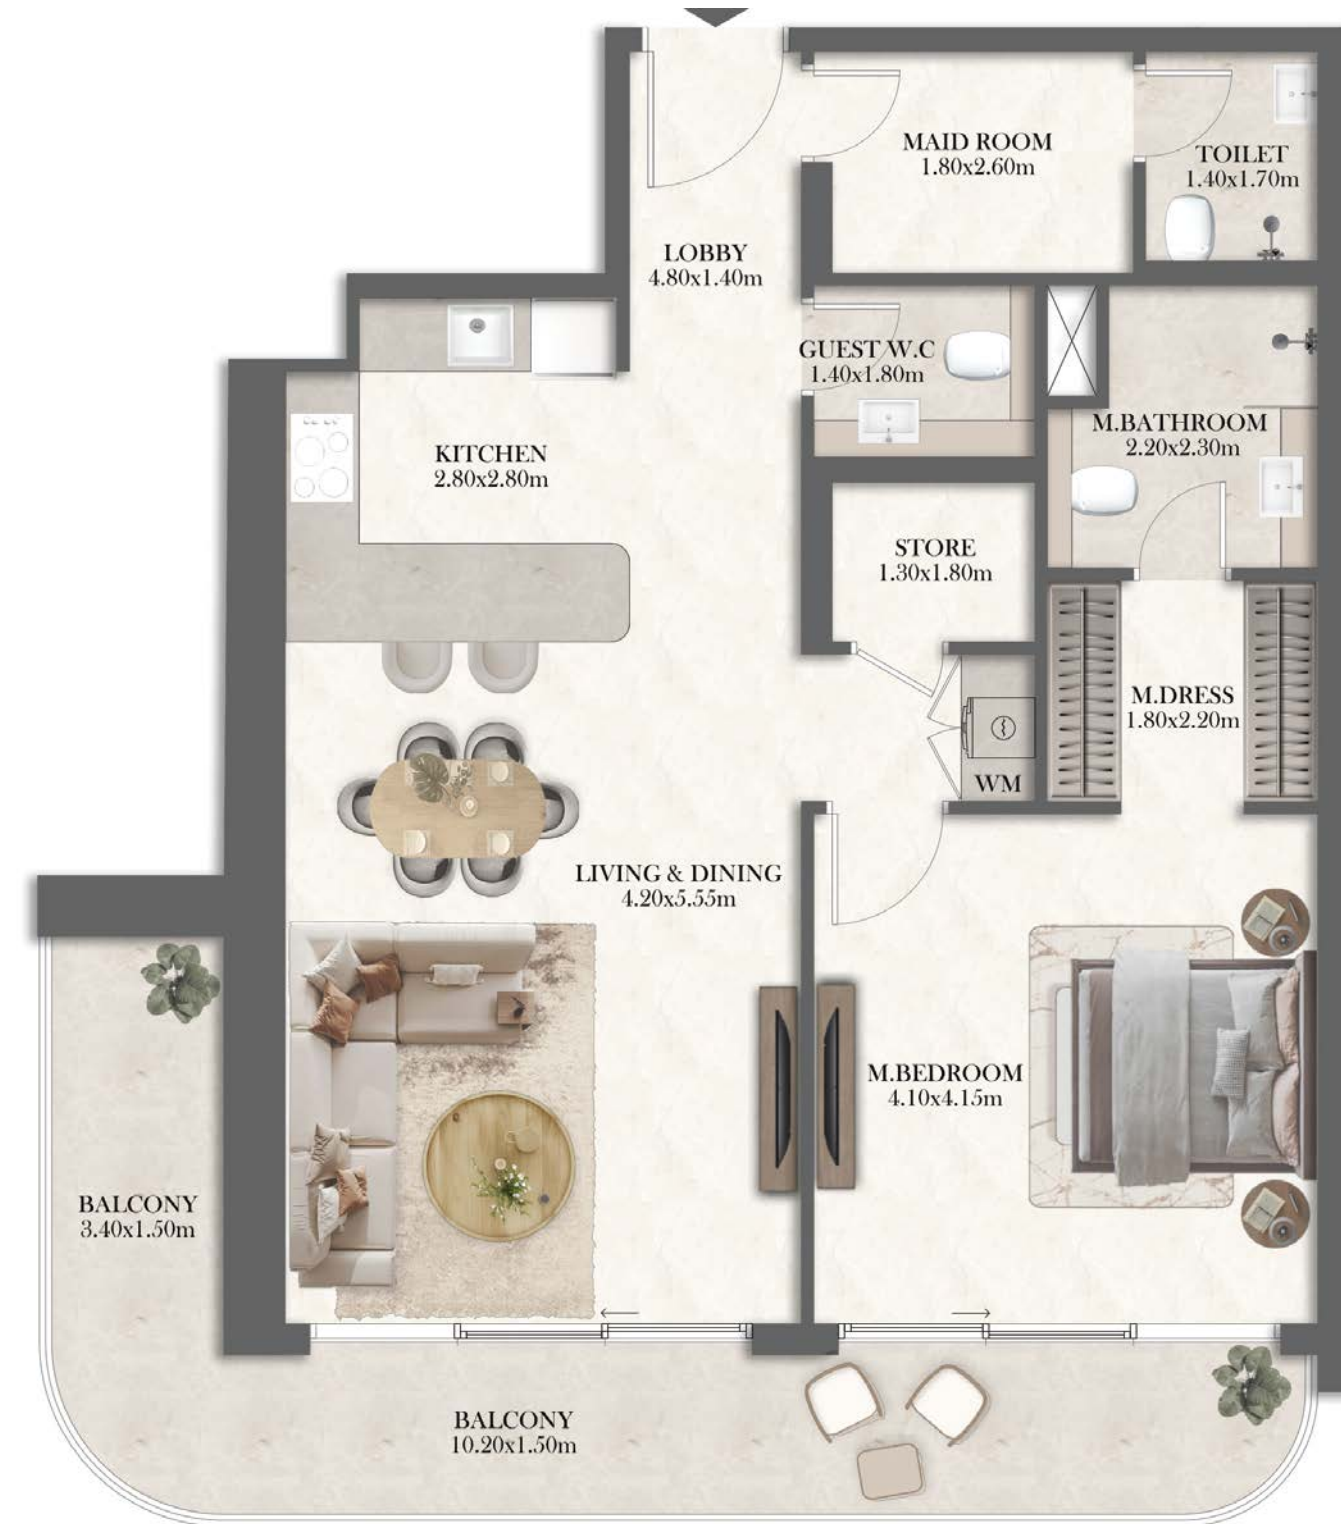 MAID ROOM
1.80x2.60m
TOILET
1.40x1.70m
LOBBY
4.80x1.40m
GUEST W.C
1.40x1.80m
M.BATHROOM
2.20x2.30m
KITCHEN
2.80x2.80m
STORE
1.30x1.80m
M.DRESS
1.80x2.20m
WM
LIVING & DINING
4.20x5.55m
M.BEDROOM
4.10x4.15m
BALCONY
3.40x1.50m
BALCONY
10.20x1.50m